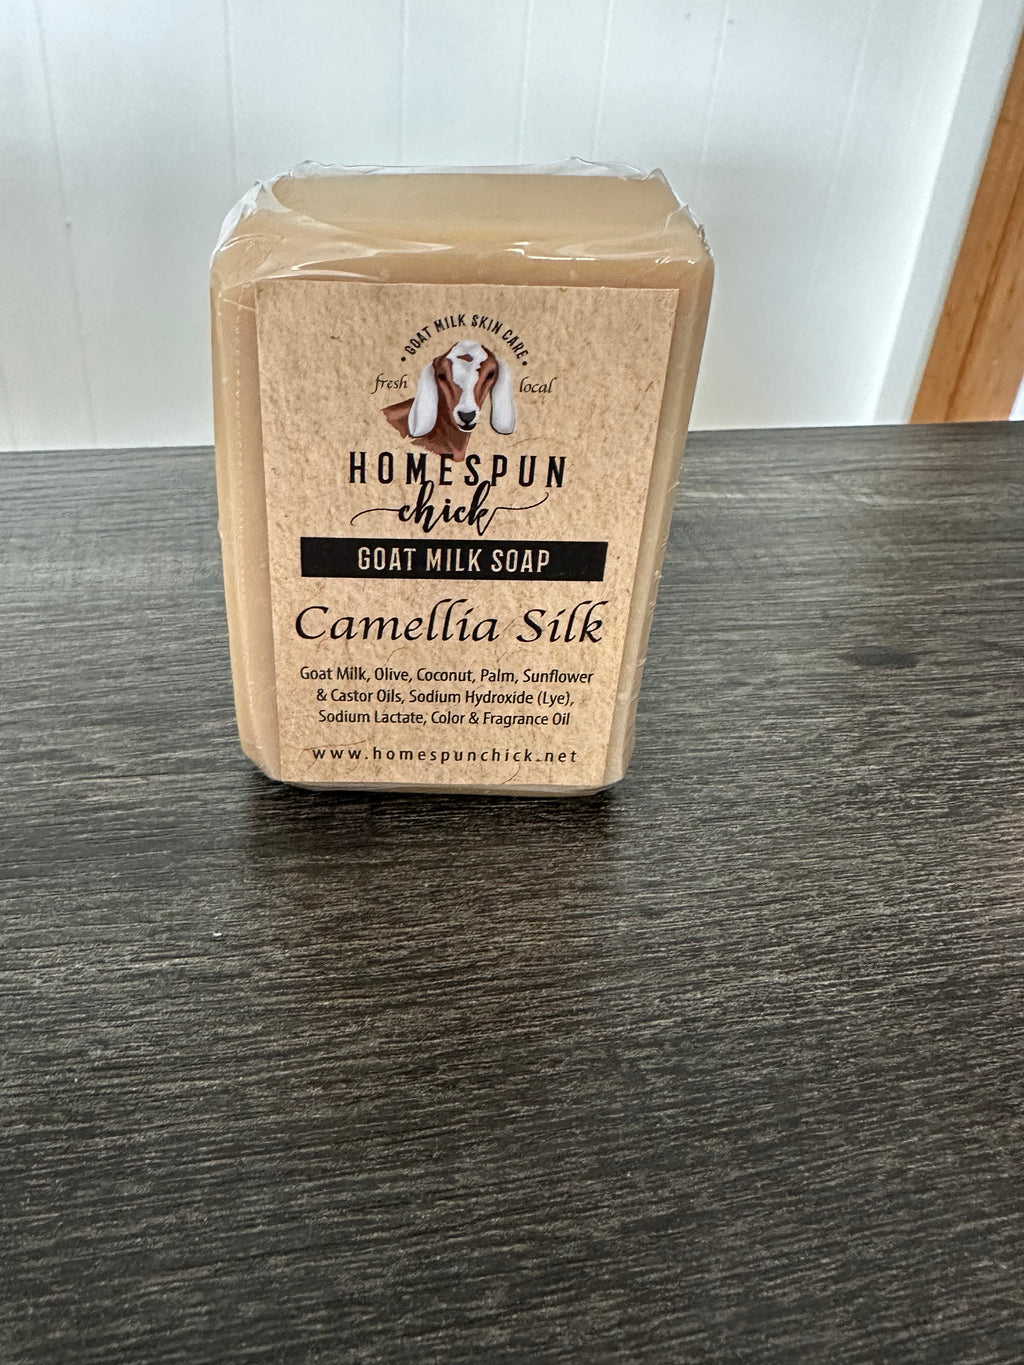 • GOAT MILK SKIN CARE •
fresh local
HOMESPUN
chick
GOAT MILK SOAP
Camellia Silk
Goat Milk, Olive, Coconut, Palm, Sunflower
& Castor Oils, Sodium Hydroxide (Lye),
Sodium Lactate, Color & Fragrance Oil
www.homespunchick.net